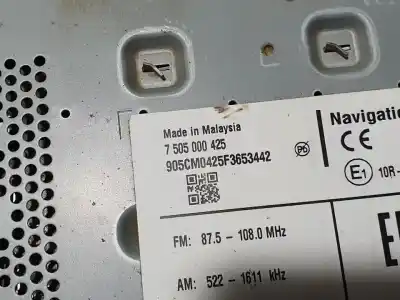 Made in Malaysia
7 505 000 425
905CM0425F3653442
Pb
Navigatio
CE
E1
10R-
FM: 87.5 – 108.0 MHz
AM: 522 – 1611 kHz